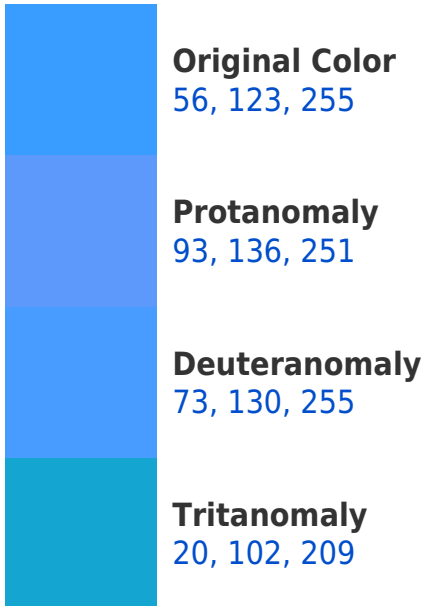 Original Color
56, 123, 255
Protanomaly
93, 136, 251
Deuteranomaly
73, 130, 255
Tritanomaly
20, 102, 209